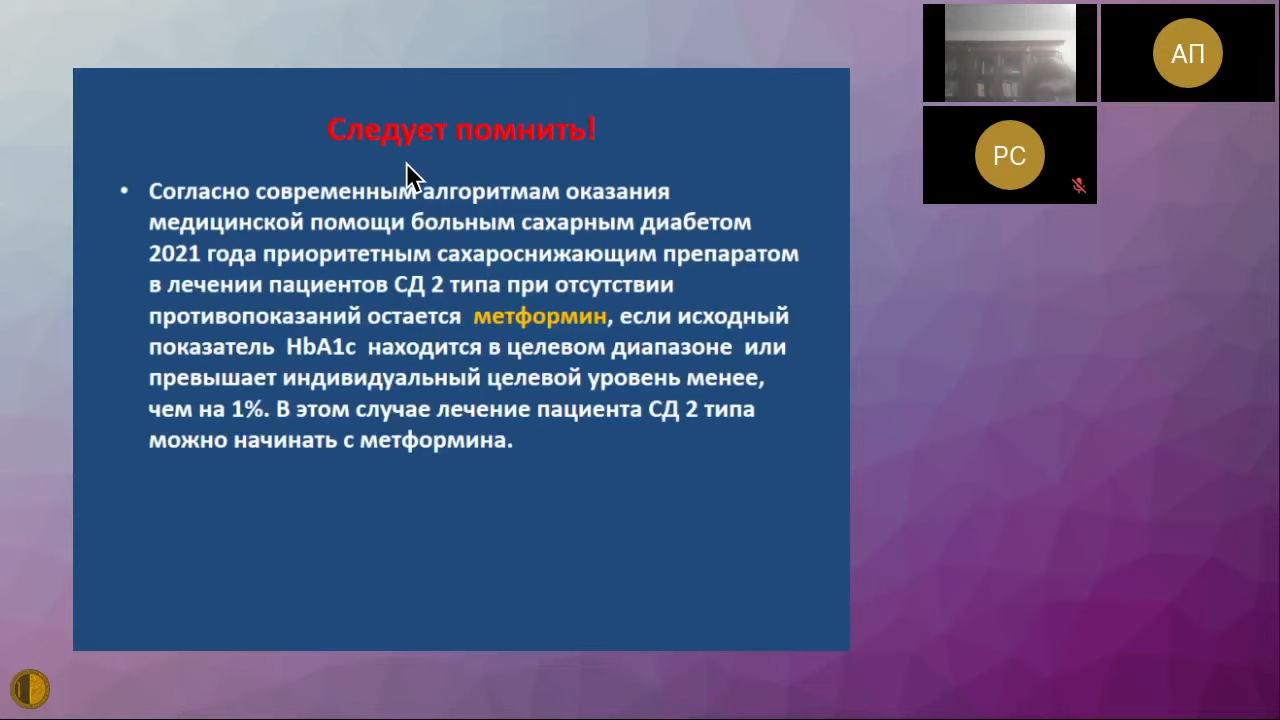 Следует помнить!
• Согласно современным алгоритмам оказания
медицинской помощи больным сахарным диабетом
2021 года приоритетным сахароснижающим препаратом
в лечении пациентов СД 2 типа при отсутствии
противопоказаний остается метформин, если исходный
показатель HbA1c находится в целевом диапазоне или
превышает индивидуальный целевой уровень менее,
чем на 1%. В этом случае лечение пациента СД 2 типа
можно начинать с метформина.
АП
РС